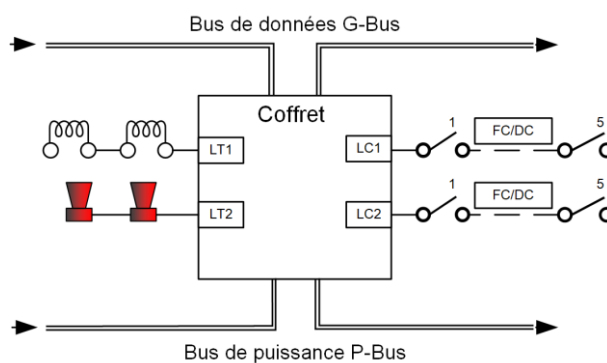 Bus de données G-Bus
Coffret
LT1
LC1
1
FC/DC
5
LT2
LC2
1
FC/DC
5
Bus de puissance P-Bus